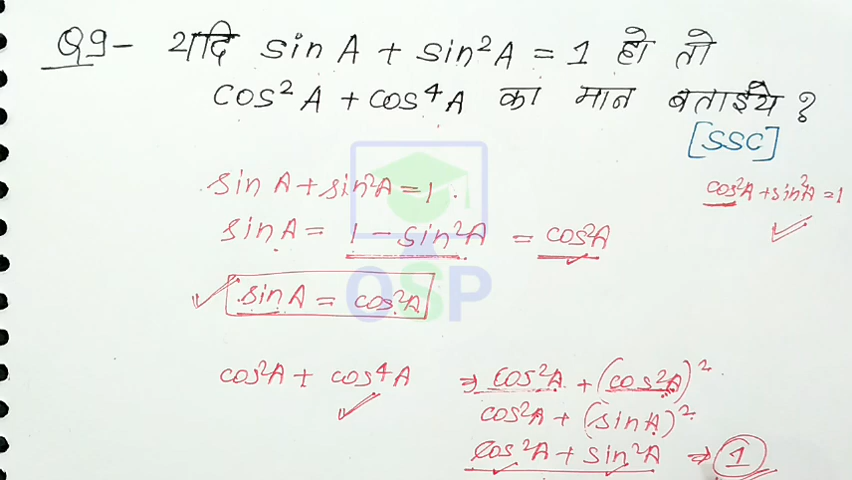 Q9- यदि sin A + sin²A = 1 हो तो
cos²A + cos⁴A का मान बताईये ?
[SSC]
sin A + sin²A = 1
cos²A + sin²A = 1
sin A = 1 - sin²A = cos²A
sin A = cos²A
OSP
cos²A + cos⁴A ⇒ cos²A + (cos²A)²
cos²A + (sin A)²
cos²A + sin²A ⇒ 1